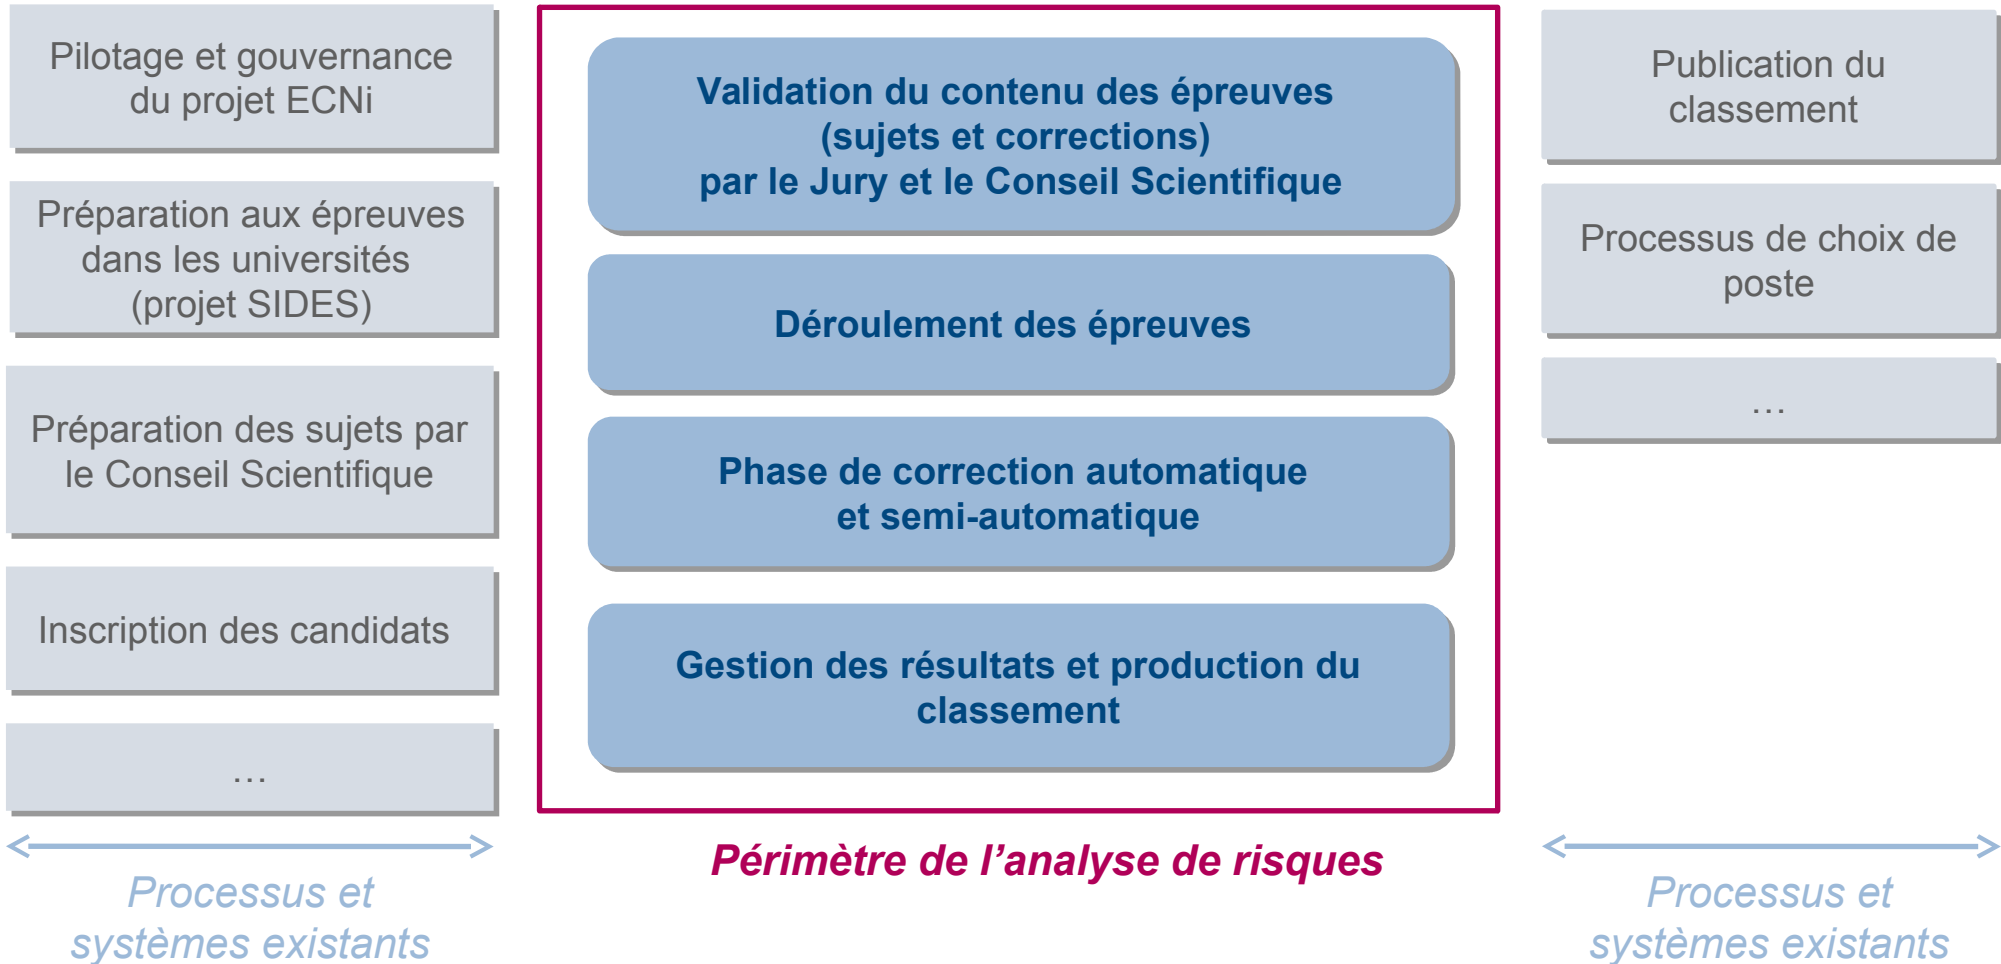 Pilotage et gouvernance
du projet ECNi
Préparation aux épreuves
dans les universités
(projet SIDES)
Préparation des sujets par
le Conseil Scientifique
Inscription des candidats
…
Processus et
systèmes existants
Validation du contenu des épreuves
(sujets et corrections)
par le Jury et le Conseil Scientifique
Déroulement des épreuves
Phase de correction automatique
et semi-automatique
Gestion des résultats et production du
classement
Périmètre de l’analyse de risques
Publication du
classement
Processus de choix de
poste
…
Processus et
systèmes existants